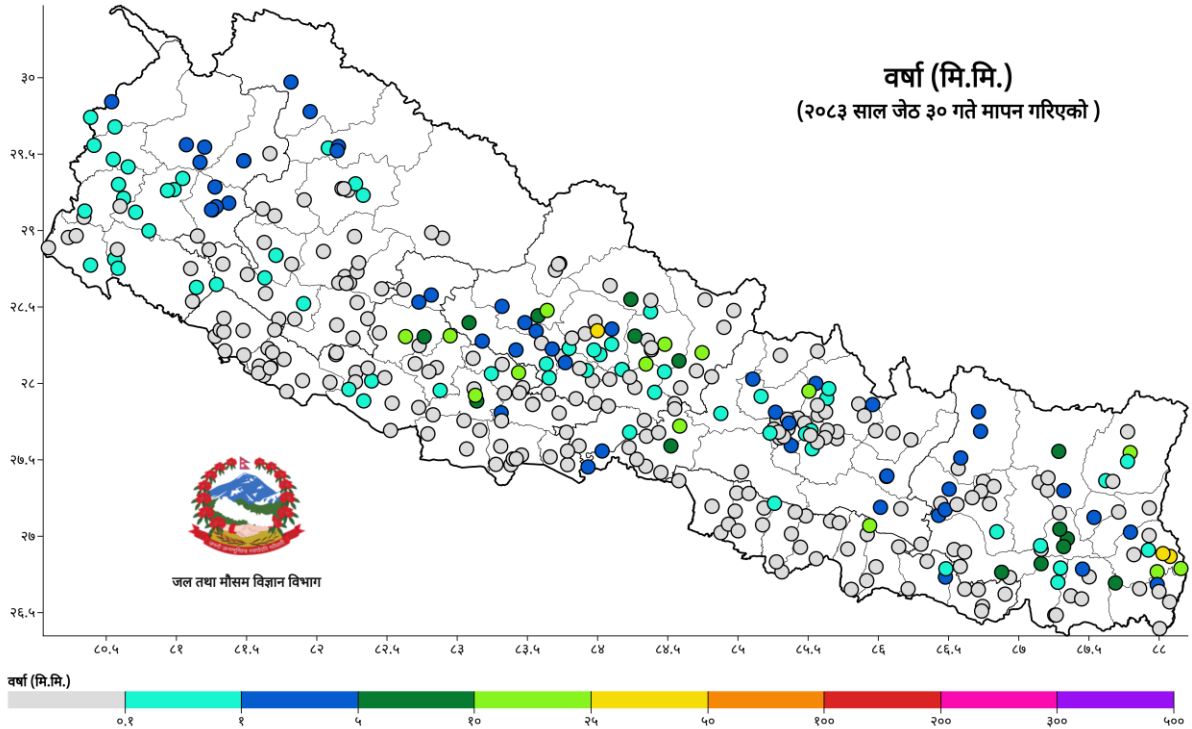 वर्षा (मि.मि.)
(२०८३ साल जेठ ३० गते मापन गरिएको )
३०
२९.५
२९
२८.५
२८
२७.५
२७
२६.५
जल तथा मौसम विज्ञान विभाग
८०.५ ८१ ८१.५ ८२ ८२.५ ८३ ८३.५ ८४ ८४.५ ८५ ८५.५ ८६ ८६.५ ८७ ८७.५ ८८
वर्षा (मि.मि.)
०.१ १ ५ १० २५ ५० १०० २०० ३०० ५००